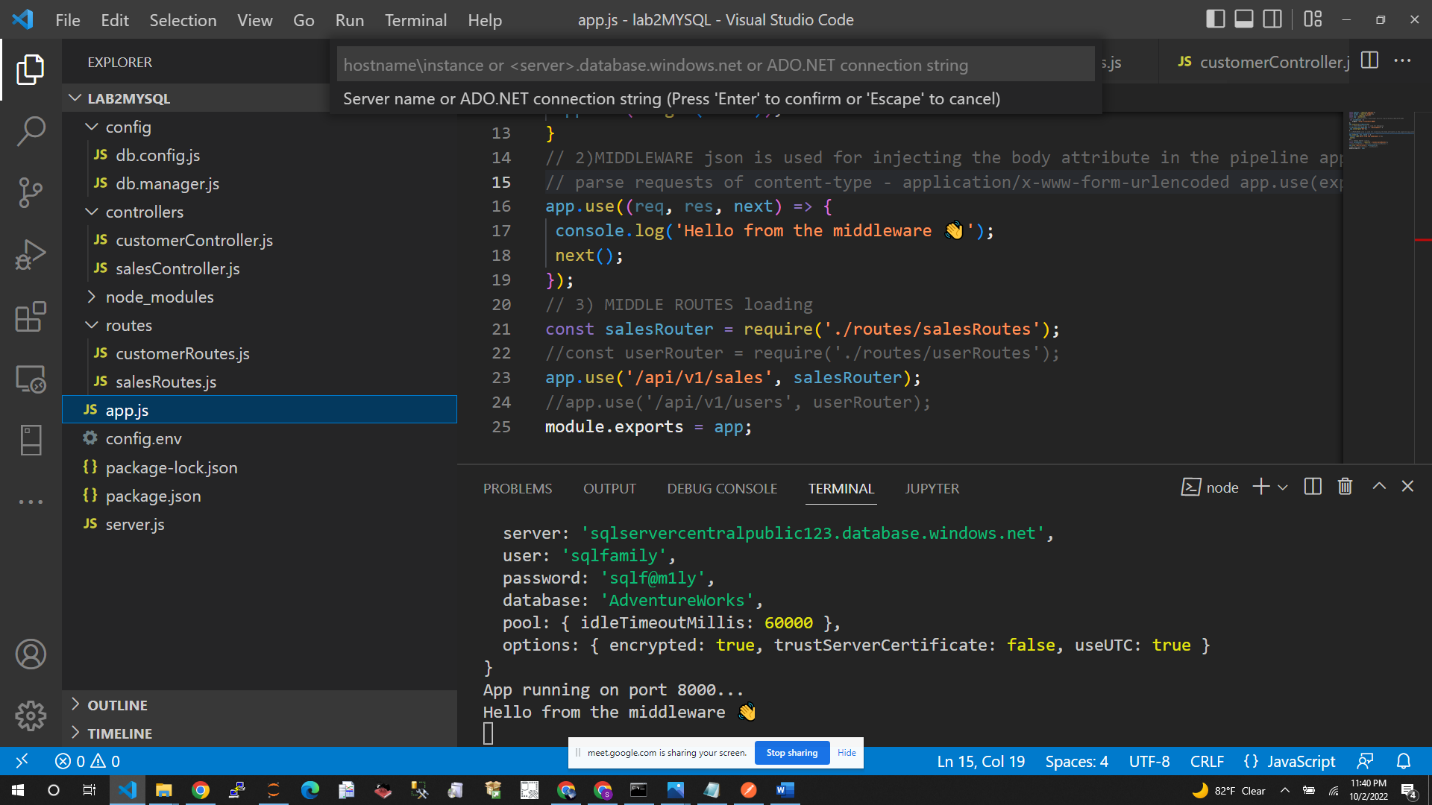 File Edit Selection View Go Run Terminal Help app.js - lab2MYSQL - Visual Studio Code
EXPLORER
hostname\instance or <server>.database.windows.net or ADO.NET connection string
s.js JS customerController.j
Server name or ADO.NET connection string (Press 'Enter' to confirm or 'Escape' to cancel)
LAB2MYSQL
config
JS db.config.js
JS db.manager.js
controllers
JS customerController.js
JS salesController.js
node_modules
routes
JS customerRoutes.js
JS salesRoutes.js
JS app.js
config.env
{} package-lock.json
{} package.json
JS server.js
OUTLINE
TIMELINE
13 }
14 // 2)MIDDLEWARE json is used for injecting the body attribute in the pipeline app
15 // parse requests of content-type - application/x-www-form-urlencoded app.use(exp
16 app.use((req, res, next) => {
17 console.log('Hello from the middleware 👋');
18 next();
19 });
20 // 3) MIDDLE ROUTES loading
21 const salesRouter = require('./routes/salesRoutes');
22 //const userRouter = require('./routes/userRoutes');
23 app.use('/api/v1/sales', salesRouter);
24 //app.use('/api/v1/users', userRouter);
25 module.exports = app;
PROBLEMS OUTPUT DEBUG CONSOLE TERMINAL JUPYTER node
server: 'sqlservercentralpublic123.database.windows.net',
user: 'sqlfamily',
password: 'sqlf@m1ly',
database: 'AdventureWorks',
pool: { idleTimeoutMillis: 60000 },
options: { encrypted: true, trustServerCertificate: false, useUTC: true }
}
App running on port 8000...
Hello from the middleware 👋
meet.google.com is sharing your screen. Stop sharing Hide
0 0 Ln 15, Col 19 Spaces: 4 UTF-8 CRLF {} JavaScript
82°F Clear 11:40 PM
10/2/2022 4